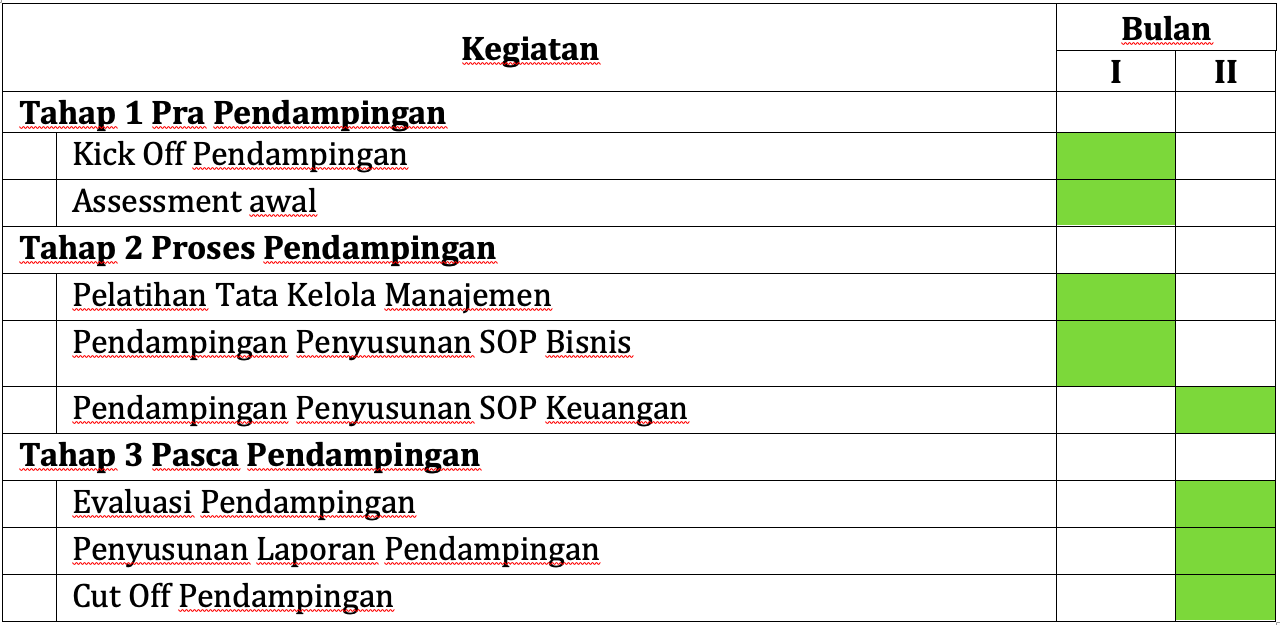 Kegiatan
Bulan
I
II
Tahap 1 Pra Pendampingan
Kick Off Pendampingan
Assessment awal
Tahap 2 Proses Pendampingan
Pelatihan Tata Kelola Manajemen
Pendampingan Penyusunan SOP Bisnis
Pendampingan Penyusunan SOP Keuangan
Tahap 3 Pasca Pendampingan
Evaluasi Pendampingan
Penyusunan Laporan Pendampingan
Cut Off Pendampingan